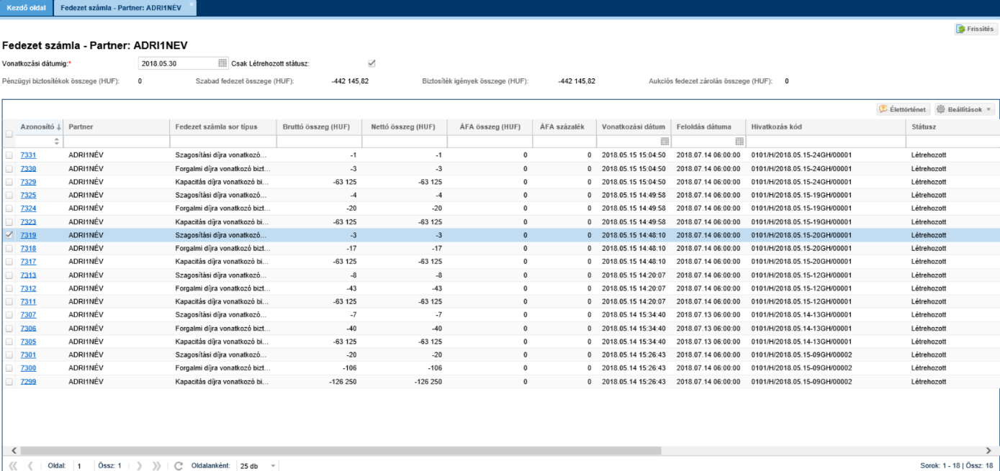 Kezdő oldal Fedezet számla - Partner: ADRI1NÉV
Frissítés
Fedezet számla - Partner: ADRI1NEV
Vonatkozási dátumig:* 2018.05.30 Csak Létrehozott státusz:
Pénzügyi biztosítékok összege (HUF): 0 Szabad fedezet összege (HUF): -442 145,82 Biztosíték igények összege (HUF): -442 145,82 Aukciós fedezet zárolás összege (HUF): 0
Élettörténet Beállítások
Azonosító Partner Fedezet számla sor típus Bruttó összeg (HUF) Nettó összeg (HUF) ÁFA összeg (HUF) ÁFA százalék Vonatkozási dátum Feloldás dátuma Hivatkozás kód Státusz
7331 ADRI1NÉV Szagosítási díjra vonatkozó... -1 -1 0 0 2018.05.15 15:04:50 2018.07.14 06:00:00 0101/H/2018.05.15-24GH/00001 Létrehozott
7330 ADRI1NÉV Forgalmi díjra vonatkozó bizt... -3 -3 0 0 2018.05.15 15:04:50 2018.07.14 06:00:00 0101/H/2018.05.15-24GH/00001 Létrehozott
7329 ADRI1NÉV Kapacitás díjra vonatkozó bi... -63 125 -63 125 0 0 2018.05.15 15:04:50 2018.07.14 06:00:00 0101/H/2018.05.15-24GH/00001 Létrehozott
7325 ADRI1NÉV Szagosítási díjra vonatkozó... -4 -4 0 0 2018.05.15 14:49:58 2018.07.14 06:00:00 0101/H/2018.05.15-19GH/00001 Létrehozott
7324 ADRI1NÉV Forgalmi díjra vonatkozó bizt... -20 -20 0 0 2018.05.15 14:49:58 2018.07.14 06:00:00 0101/H/2018.05.15-19GH/00001 Létrehozott
7323 ADRI1NÉV Kapacitás díjra vonatkozó bi... -63 125 -63 125 0 0 2018.05.15 14:49:58 2018.07.14 06:00:00 0101/H/2018.05.15-19GH/00001 Létrehozott
7319 ADRI1NÉV Szagosítási díjra vonatkozó... -3 -3 0 0 2018.05.15 14:48:10 2018.07.14 06:00:00 0101/H/2018.05.15-20GH/00001 Létrehozott
7318 ADRI1NÉV Forgalmi díjra vonatkozó bizt... -17 -17 0 0 2018.05.15 14:48:10 2018.07.14 06:00:00 0101/H/2018.05.15-20GH/00001 Létrehozott
7317 ADRI1NÉV Kapacitás díjra vonatkozó bi... -63 125 -63 125 0 0 2018.05.15 14:48:10 2018.07.14 06:00:00 0101/H/2018.05.15-20GH/00001 Létrehozott
7313 ADRI1NÉV Szagosítási díjra vonatkozó... -8 -8 0 0 2018.05.15 14:20:07 2018.07.14 06:00:00 0101/H/2018.05.15-12GH/00001 Létrehozott
7312 ADRI1NÉV Forgalmi díjra vonatkozó bizt... -43 -43 0 0 2018.05.15 14:20:07 2018.07.14 06:00:00 0101/H/2018.05.15-12GH/00001 Létrehozott
7311 ADRI1NÉV Kapacitás díjra vonatkozó bi... -63 125 -63 125 0 0 2018.05.15 14:20:07 2018.07.14 06:00:00 0101/H/2018.05.15-12GH/00001 Létrehozott
7307 ADRI1NÉV Szagosítási díjra vonatkozó... -7 -7 0 0 2018.05.14 15:34:40 2018.07.13 06:00:00 0101/H/2018.05.14-13GH/00001 Létrehozott
7306 ADRI1NÉV Forgalmi díjra vonatkozó bizt... -40 -40 0 0 2018.05.14 15:34:40 2018.07.13 06:00:00 0101/H/2018.05.14-13GH/00001 Létrehozott
7305 ADRI1NÉV Kapacitás díjra vonatkozó bi... -63 125 -63 125 0 0 2018.05.14 15:34:40 2018.07.13 06:00:00 0101/H/2018.05.14-13GH/00001 Létrehozott
7301 ADRI1NÉV Szagosítási díjra vonatkozó... -20 -20 0 0 2018.05.14 15:26:43 2018.07.14 06:00:00 0101/H/2018.05.15-09GH/00002 Létrehozott
7300 ADRI1NÉV Forgalmi díjra vonatkozó bizt... -106 -106 0 0 2018.05.14 15:26:43 2018.07.14 06:00:00 0101/H/2018.05.15-09GH/00002 Létrehozott
7299 ADRI1NÉV Kapacitás díjra vonatkozó bi... -126 250 -126 250 0 0 2018.05.14 15:26:43 2018.07.14 06:00:00 0101/H/2018.05.15-09GH/00002 Létrehozott
Oldal: 1 Össz: 1 Oldalanként: 25 db Sorok: 1 - 18 | Össz: 18